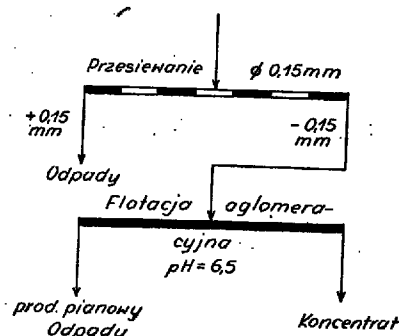 Przesiewanie ϕ 0,15mm
+0,15
mm
-0,15
mm
Odpady
Flotacja aglomera-
cyjna
pH=6,5
prod. pianowy
Odpady
Koncentrat